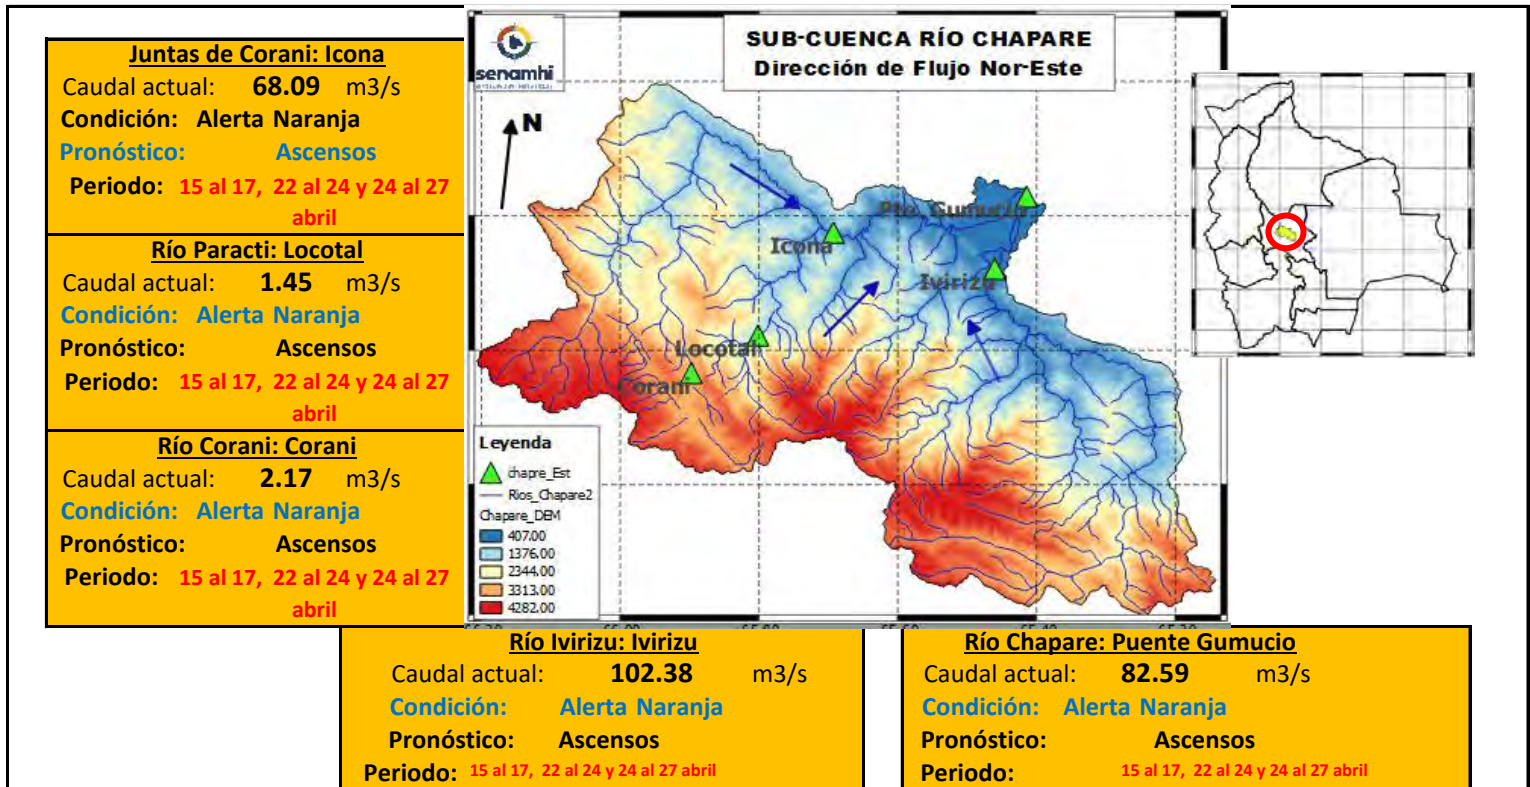 Juntas de Corani: Icona
Caudal actual: 68.09 m3/s
Condición: Alerta Naranja
Pronóstico: Ascensos
Periodo: 15 al 17, 22 al 24 y 24 al 27
abril
Río Paracti: Locotal
Caudal actual: 1.45 m3/s
Condición: Alerta Naranja
Pronóstico: Ascensos
Periodo: 15 al 17, 22 al 24 y 24 al 27
abril
Río Corani: Corani
Caudal actual: 2.17 m3/s
Condición: Alerta Naranja
Pronóstico: Ascensos
Periodo: 15 al 17, 22 al 24 y 24 al 27
abril
senamhi
SUB-CUENCA RÍO CHAPARE
Dirección de Flujo Nor-Este
N
Pto. Gumucio
Icona
Ivirizu
Locotal
Corani
Leyenda
chapre_Est
Rios_Chapare2
Chapare_DEM
407.00
1376.00
2344.00
3313.00
4282.00
Río Ivirizu: Ivirizu
Caudal actual: 102.38 m3/s
Condición: Alerta Naranja
Pronóstico: Ascensos
Periodo: 15 al 17, 22 al 24 y 24 al 27 abril
Río Chapare: Puente Gumucio
Caudal actual: 82.59 m3/s
Condición: Alerta Naranja
Pronóstico: Ascensos
Periodo: 15 al 17, 22 al 24 y 24 al 27 abril